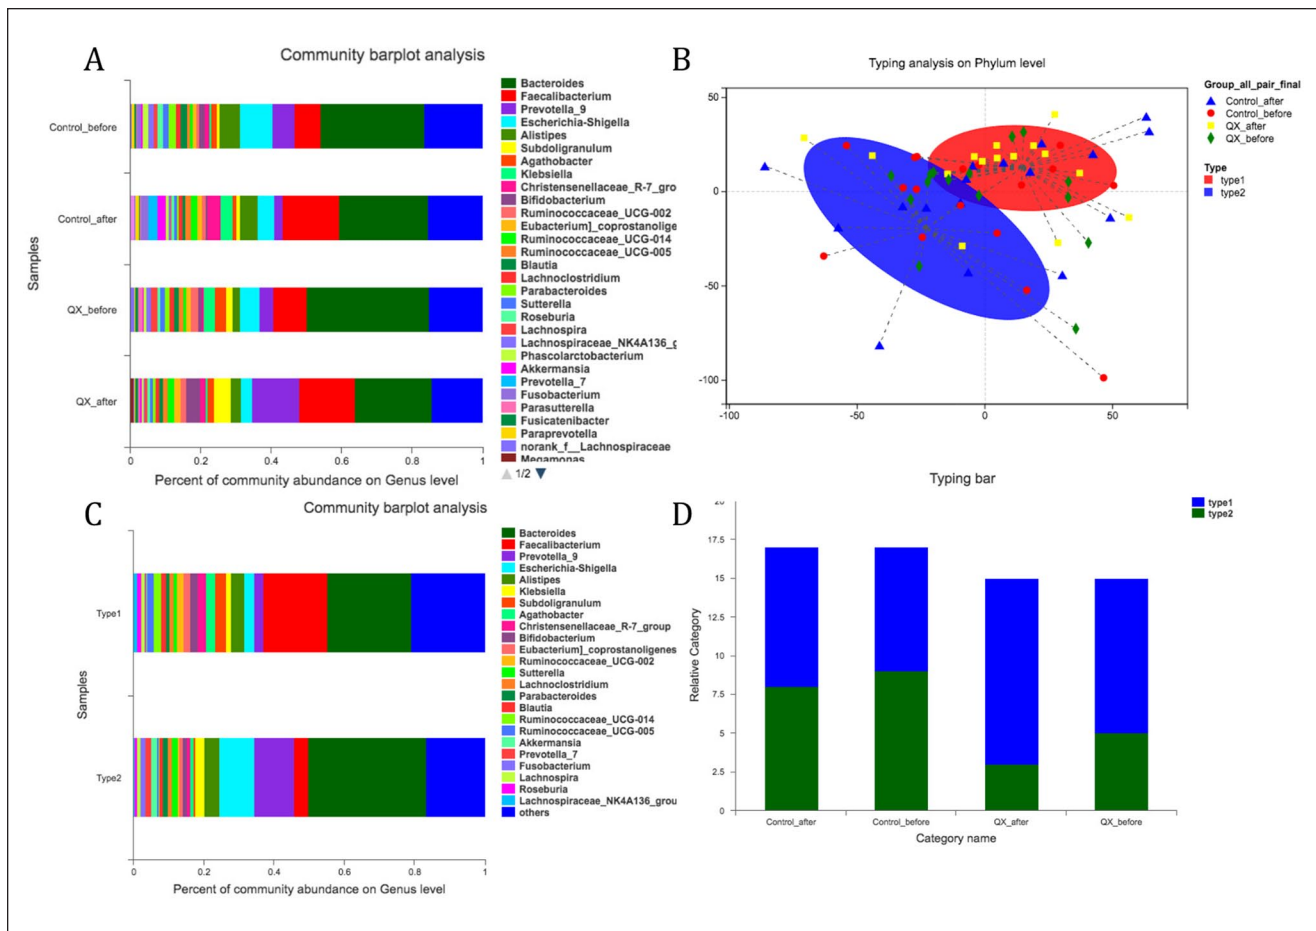 A
Community barplot analysis
Control_before
Control_after
QX_before
QX_after
Samples
0
0.2
0.4
0.6
0.8
1
Percent of community abundance on Genus level
Bacteroides
Faecalibacterium
Prevotella_9
Escherichia-Shigella
Alistipes
Subdoligranulum
Agathobacter
Klebsiella
Christensenellaceae_R-7_gro
Bifidobacterium
Ruminococcaceae_UCG-002
Eubacterium]_coprostanolige
Ruminococcaceae_UCG-014
Ruminococcaceae_UCG-005
Blautia
Lachnoclostridium
Parabacteroides
Sutterella
Roseburia
Lachnospira
Lachnospiraceae_NK4A136_g
Phascolarctobacterium
Akkermansia
Prevotella_7
Fusobacterium
Parasutterella
Fusicatenibacter
Paraprevotella
norank_f__Lachnospiraceae
Megamonas
1/2
B
Typing analysis on Phylum level
50
0
-50
-100
-100
-50
0
50
Group_all_pair_final
Control_after
Control_before
QX_after
QX_before
Type
type1
type2
C
Community barplot analysis
Type1
Type2
Samples
0
0.2
0.4
0.6
0.8
1
Percent of community abundance on Genus level
Bacteroides
Faecalibacterium
Prevotella_9
Escherichia-Shigella
Alistipes
Klebsiella
Subdoligranulum
Agathobacter
Christensenellaceae_R-7_group
Bifidobacterium
Eubacterium]_coprostanoligenes
Ruminococcaceae_UCG-002
Sutterella
Lachnoclostridium
Parabacteroides
Blautia
Ruminococcaceae_UCG-014
Ruminococcaceae_UCG-005
Akkermansia
Prevotella_7
Fusobacterium
Lachnospira
Roseburia
Lachnospiraceae_NK4A136_grou
others
D
Typing bar
type1
type2
20
17.5
15
12.5
10
7.5
5
2.5
0
Relative Category
Control_after
Control_before
QX_after
QX_before
Category name